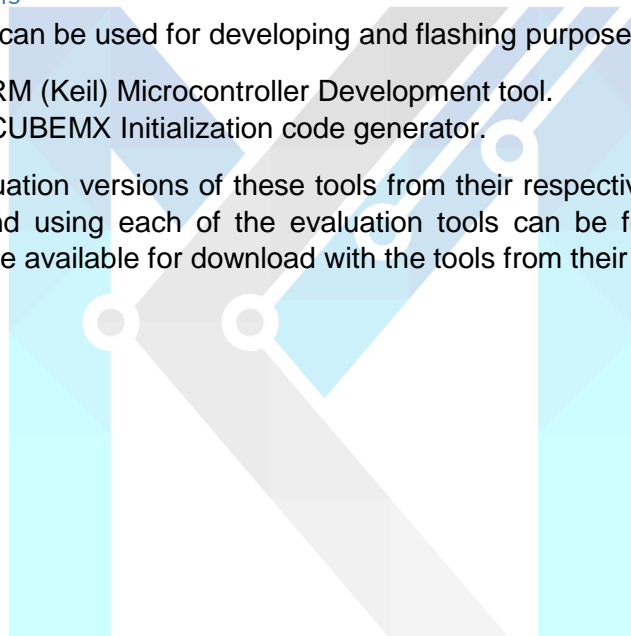 can be used for developing and flashing purpose
RM (Keil) Microcontroller Development tool.
CUBEMX Initialization code generator.
uation versions of these tools from their respectiv
nd using each of the evaluation tools can be f
e available for download with the tools from their